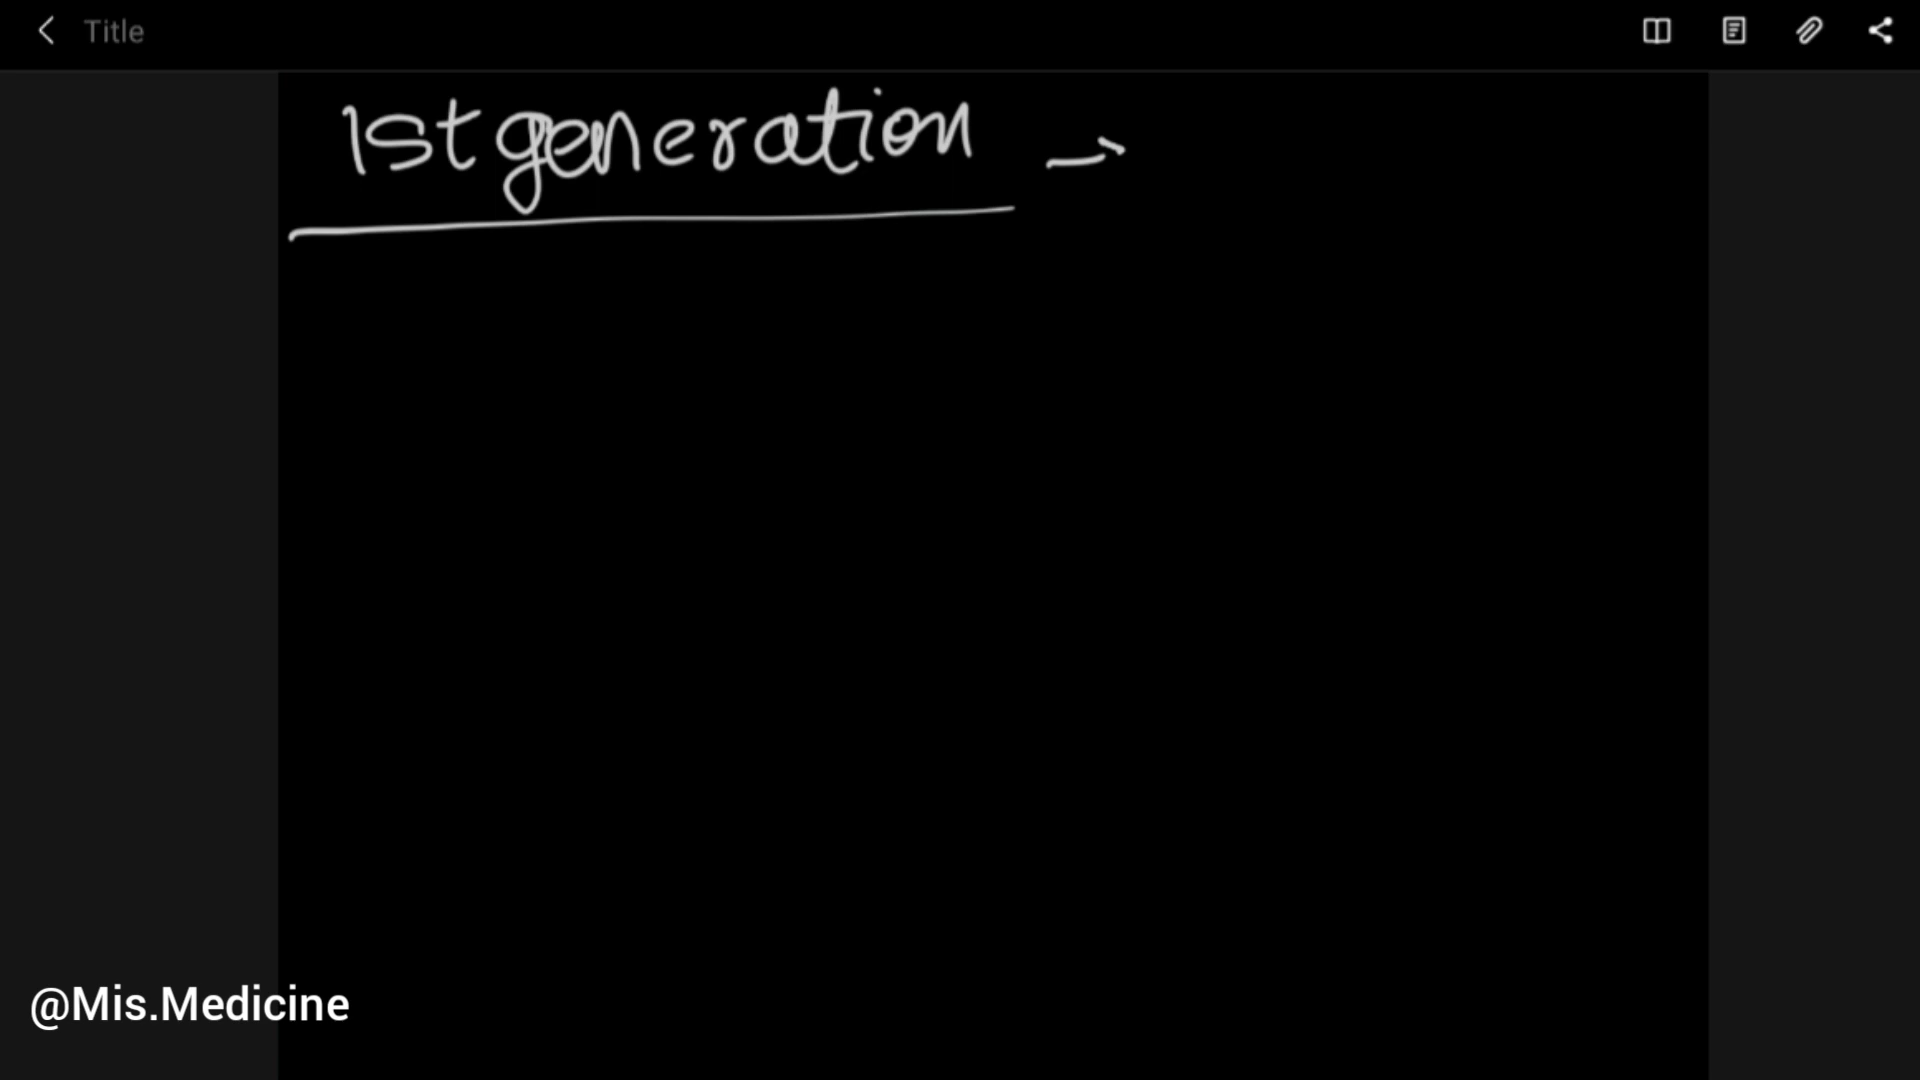 Title
1st generation →
@Mis.Medicine